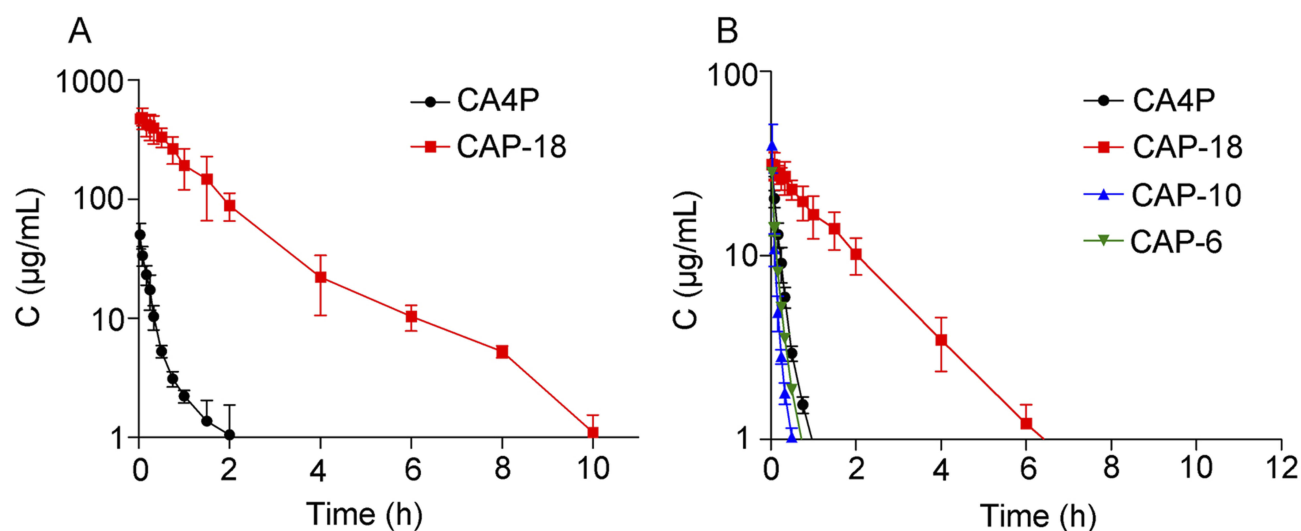 A
1000
100
10
1
C (µg/mL)
0 2 4 6 8 10
Time (h)
CA4P
CAP-18
B
100
10
1
C (µg/mL)
0 2 4 6 8 10 12
Time (h)
CA4P
CAP-18
CAP-10
CAP-6